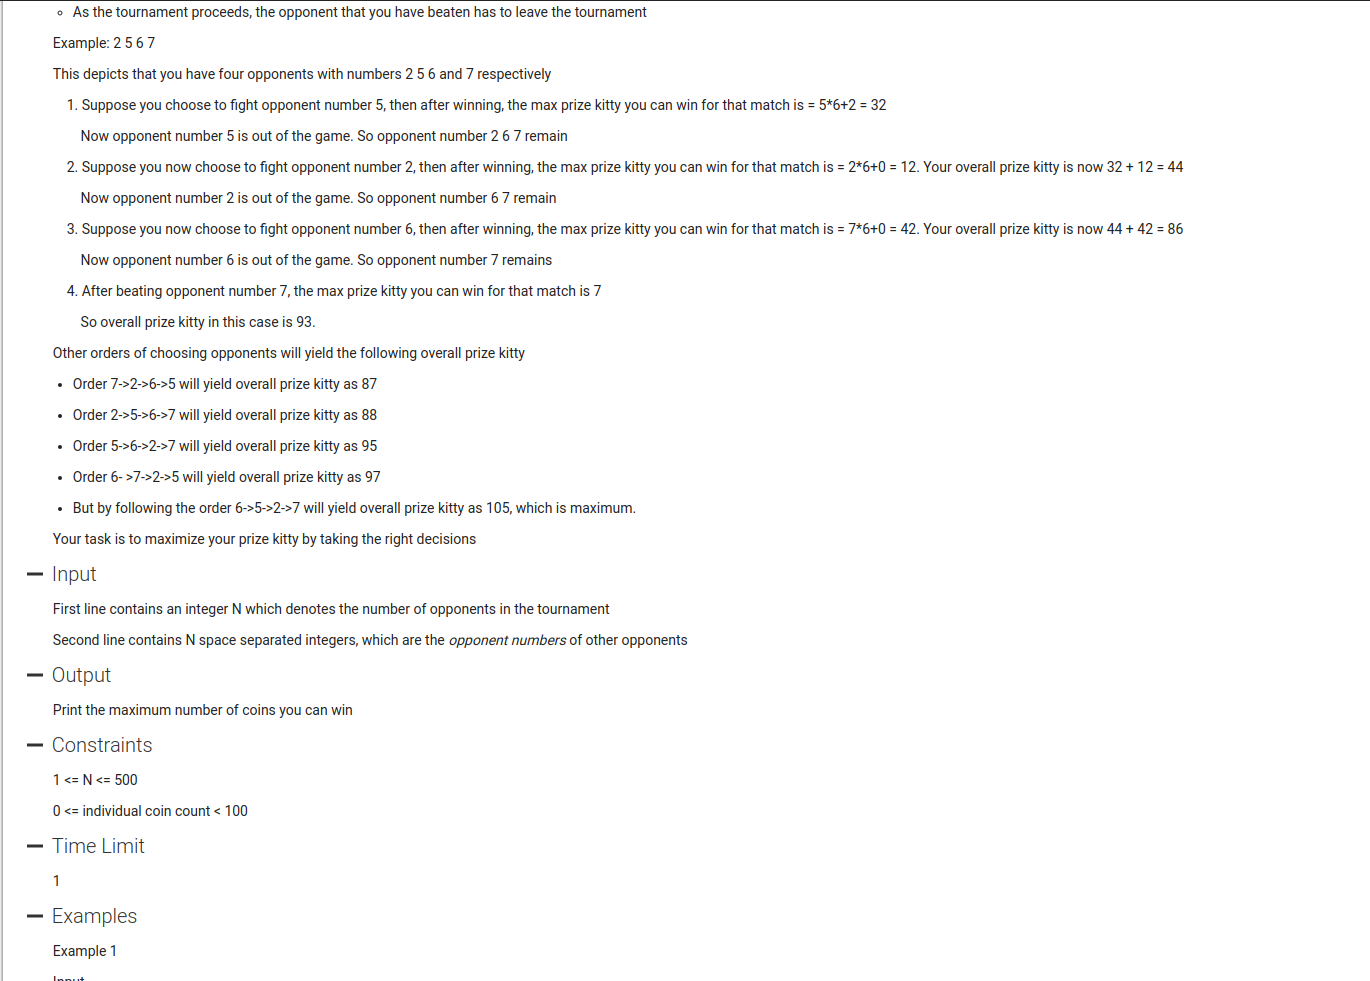 ◦ As the tournament proceeds, the opponent that you have beaten has to leave the tournament
Example: 2 5 6 7
This depicts that you have four opponents with numbers 2 5 6 and 7 respectively
1. Suppose you choose to fight opponent number 5, then after winning, the max prize kitty you can win for that match is = 5*6+2 = 32
Now opponent number 5 is out of the game. So opponent number 2 6 7 remain
2. Suppose you now choose to fight opponent number 2, then after winning, the max prize kitty you can win for that match is = 2*6+0 = 12. Your overall prize kitty is now 32 + 12 = 44
Now opponent number 2 is out of the game. So opponent number 6 7 remain
3. Suppose you now choose to fight opponent number 6, then after winning, the max prize kitty you can win for that match is = 7*6+0 = 42. Your overall prize kitty is now 44 + 42 = 86
Now opponent number 6 is out of the game. So opponent number 7 remains
4. After beating opponent number 7, the max prize kitty you can win for that match is 7
So overall prize kitty in this case is 93.
Other orders of choosing opponents will yield the following overall prize kitty
• Order 7->2->6->5 will yield overall prize kitty as 87
• Order 2->5->6->7 will yield overall prize kitty as 88
• Order 5->6->2->7 will yield overall prize kitty as 95
• Order 6- >7->2->5 will yield overall prize kitty as 97
• But by following the order 6->5->2->7 will yield overall prize kitty as 105, which is maximum.
Your task is to maximize your prize kitty by taking the right decisions
— Input
First line contains an integer N which denotes the number of opponents in the tournament
Second line contains N space separated integers, which are the opponent numbers of other opponents
— Output
Print the maximum number of coins you can win
— Constraints
1 <= N <= 500
0 <= individual coin count < 100
— Time Limit
1
— Examples
Example 1
Input